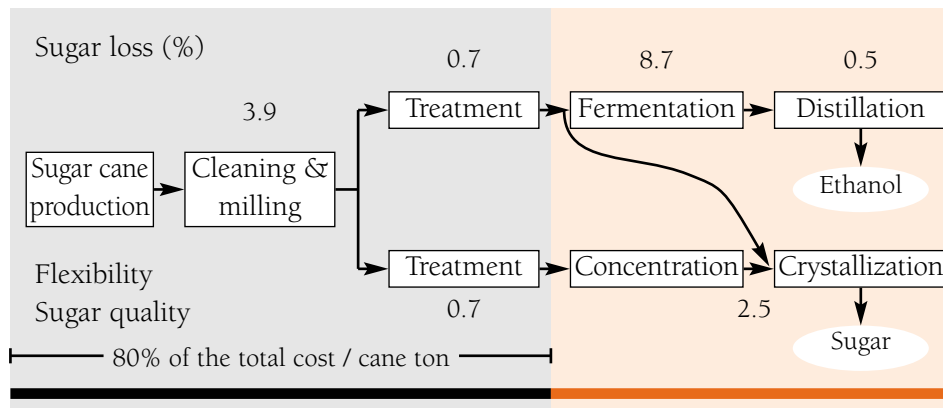 Sugar loss (%)
0.7
8.7
0.5
3.9
Treatment
Fermentation
Distillation
Sugar cane
production
Cleaning &
milling
Ethanol
Flexibility
Sugar quality
Treatment
Concentration
Crystallization
0.7
2.5
Sugar
80% of the total cost / cane ton